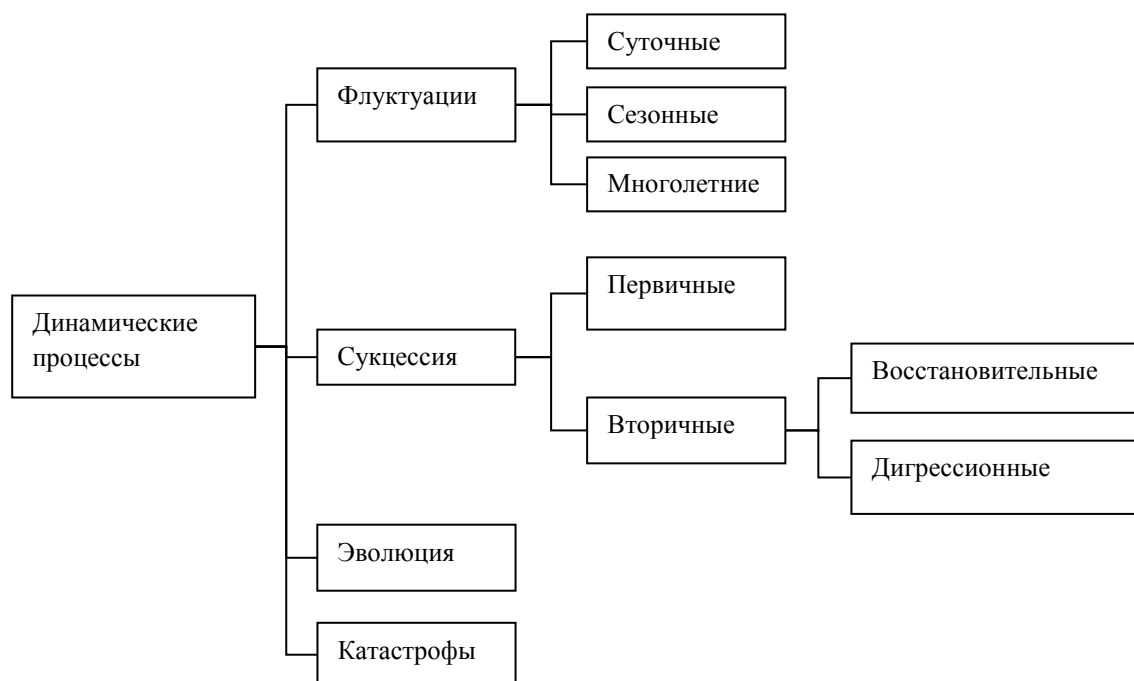 Динамические
процессы
Флуктуации
Суточные
Сезонные
Многолетние
Сукцессия
Первичные
Вторичные
Восстановительные
Дигрессионные
Эволюция
Катастрофы